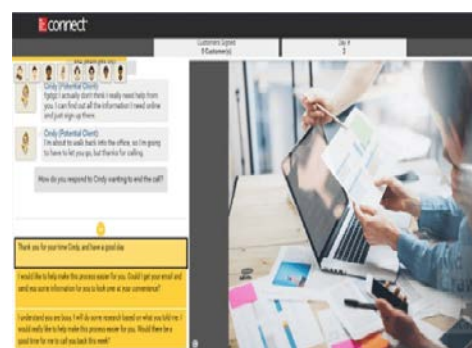 connect
Customers Signed
0 Customer(s)
Day #
Cindy (Potential Client):
I actually don't think I really need help from
you. I can find out all the information I need online
and just sign up there.
Cindy (Potential Client):
I'm about to walk back into the office, so I'm going
to have to let you go, but thanks for calling.
How do you respond to Cindy wanting to end the call?
Thank you for your time Cindy, and have a good day.
I would like to help make this process easier for you. Could I get your email and
send you some information for you to look over at your convenience?
I understand you are busy. I will do some research based on what you told me. I
would really like to help make this process easier for you. Would there be a
good time for me to call you back this week?